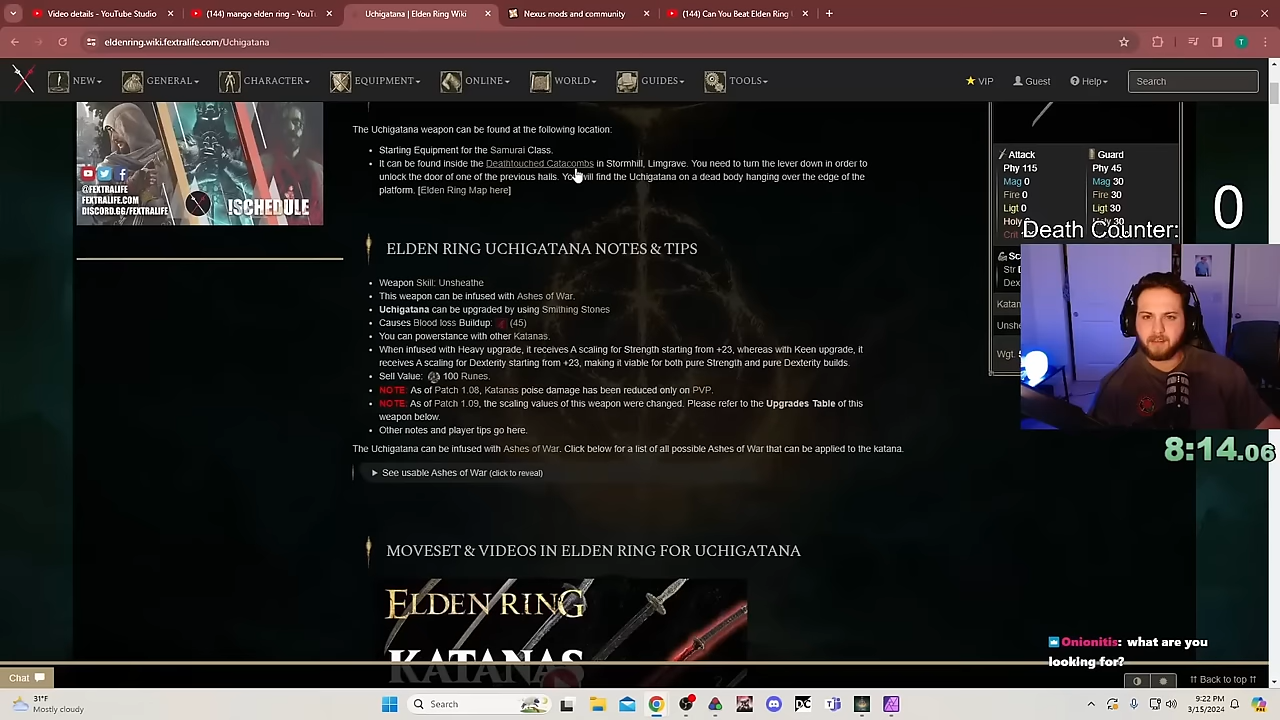 Video details - YouTube Studio
(144) mango elden ring - YouT
Uchigatana | Elden Ring Wiki
Nexus mods and community
(144) Can You Beat Elden Ring
eldenring.wiki.fextralife.com/Uchigatana
NEW
GENERAL
CHARACTER
EQUIPMENT
ONLINE
WORLD
GUIDES
TOOLS
VIP
Guest
Help
Search
@FEXTRALIFE
FEXTRALIFE.COM
DISCORD.GG/FEXTRALIFE
!SCHEDULE
The Uchigatana weapon can be found at the following location:
Starting Equipment for the Samurai Class.
It can be found inside the Deathtouched Catacombs in Stormhill, Limgrave. You need to turn the lever down in order to
unlock the door of one of the previous halls. You will find the Uchigatana on a dead body hanging over the edge of the
platform. [Elden Ring Map here]
ELDEN RING UCHIGATANA NOTES & TIPS
Weapon Skill: Unsheathe
This weapon can be infused with Ashes of War.
Uchigatana can be upgraded by using Smithing Stones
Causes Blood loss Buildup: (45)
You can powerstance with other Katanas.
When infused with Heavy upgrade, it receives A scaling for Strength starting from +23, whereas with Keen upgrade, it
receives A scaling for Dexterity starting from +23, making it viable for both pure Strength and pure Dexterity builds.
Sell Value: 100 Runes.
NOTE: As of Patch 1.08, Katanas poise damage has been reduced only on PVP.
NOTE: As of Patch 1.09, the scaling values of this weapon were changed. Please refer to the Upgrades Table of this
weapon below.
Other notes and player tips go here.
The Uchigatana can be infused with Ashes of War. Click below for a list of all possible Ashes of War that can be applied to the katana.
See usable Ashes of War (click to reveal)
MOVESET & VIDEOS IN ELDEN RING FOR UCHIGATANA
ELDEN RING
KATANAS
Attack
Guard
Phy 115
Phy 45
Mag 0
Mag 30
Fire 0
Fire 30
Ligt 0
Ligt 30
Holy
30
Crit
Str
Dex
Wgt.
Death Counter:
0
8:14.06
Onionitis: what are you
looking for?
Chat
Back to top
31°F
Mostly cloudy
Search
9:22 PM
3/15/2024